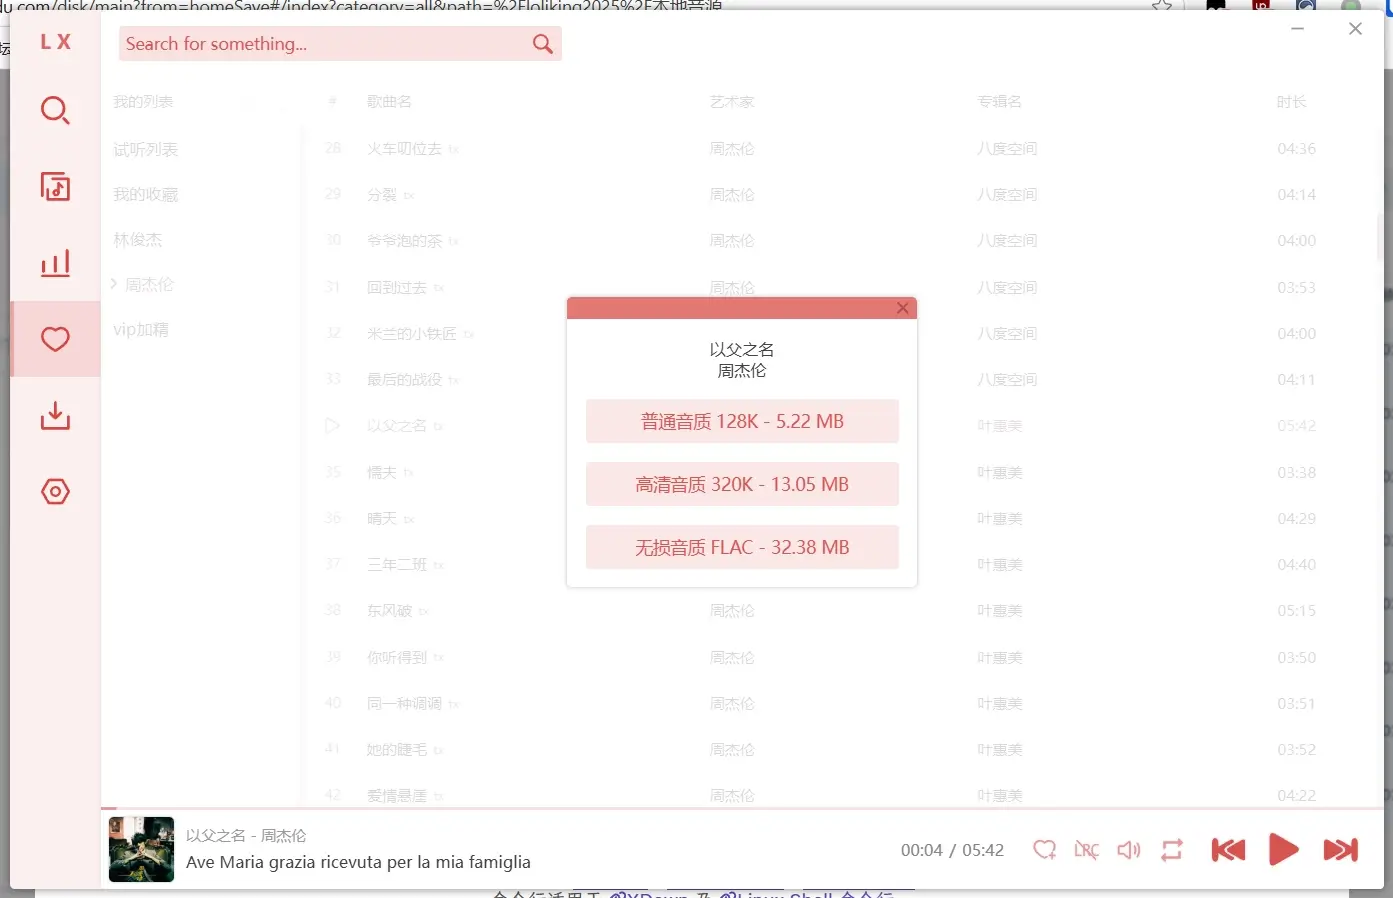 du.com/disk/main?from=homeSave#/index?category=all&path=%2Floliking2025%2F本地音源
LX
Search for something...
我的列表
试听列表
我的收藏
林俊杰
周杰伦
vip加精
# 歌曲名 艺术家 专辑名 时长
28 火车叨位去 tx 周杰伦 八度空间 04:36
29 分裂 tx 周杰伦 八度空间 04:14
30 爷爷泡的茶 tx 周杰伦 八度空间 04:00
31 回到过去 tx 周杰伦 八度空间 03:53
32 米兰的小铁匠 tx 八度空间 04:00
33 最后的战役 tx 八度空间 04:11
以父之名 tx 叶惠美 05:42
35 懦夫 tx 叶惠美 03:38
36 晴天 tx 叶惠美 04:29
37 三年二班 tx 叶惠美 04:40
38 东风破 tx 周杰伦 叶惠美 05:15
39 你听得到 tx 周杰伦 叶惠美 03:50
40 同一种调调 tx 周杰伦 叶惠美 03:51
41 她的睫毛 tx 周杰伦 叶惠美 03:52
42 爱情悬崖 tx 周杰伦 叶惠美 04:22
以父之名
周杰伦
普通音质 128K - 5.22 MB
高清音质 320K - 13.05 MB
无损音质 FLAC - 32.38 MB
以父之名 - 周杰伦
Ave Maria grazia ricevuta per la mia famiglia
00:04 / 05:42
LRC